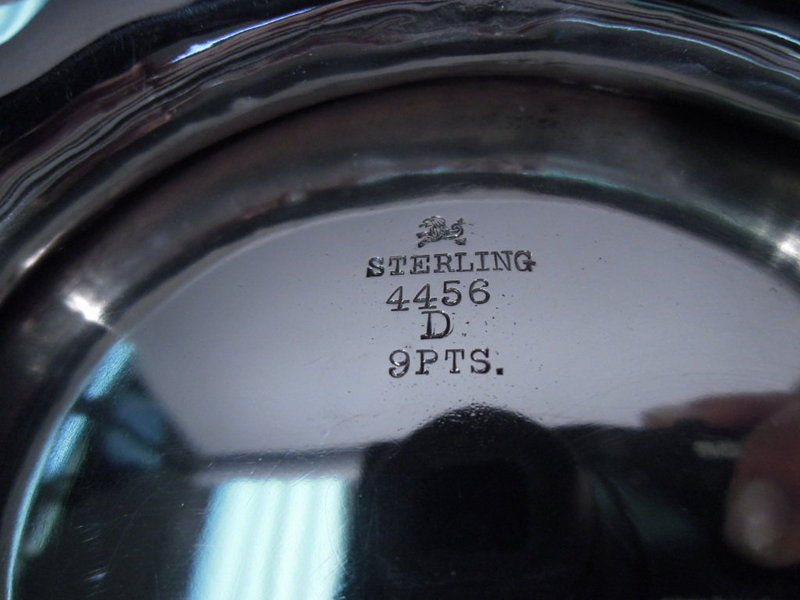 STERLING
4456
D
9PTS.